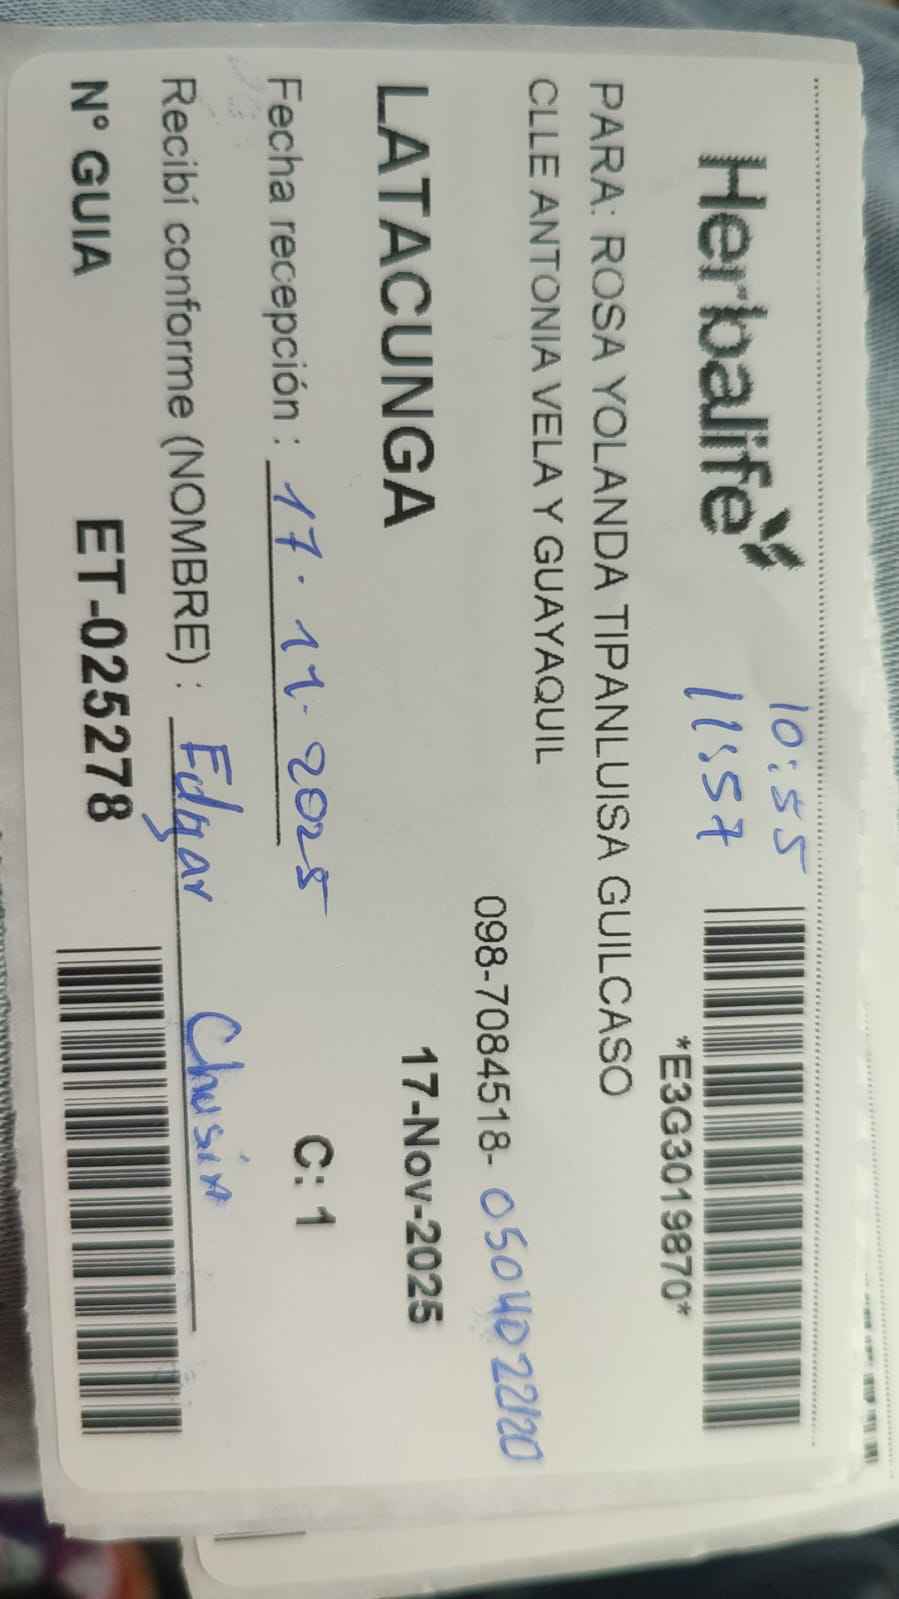 Herbalife
10:55
11:57
*E3G3019870*
PARA: ROSA YOLANDA TIPANLUISA GUILCASO
CLLE ANTONIA VELA Y GUAYAQUIL
098-7084518- 0504022120
LATACUNGA
17-Nov-2025
Fecha recepción : 17.11.2025
C: 1
Recibí conforme (NOMBRE) : Edgar Chusin
N° GUIA ET-025278